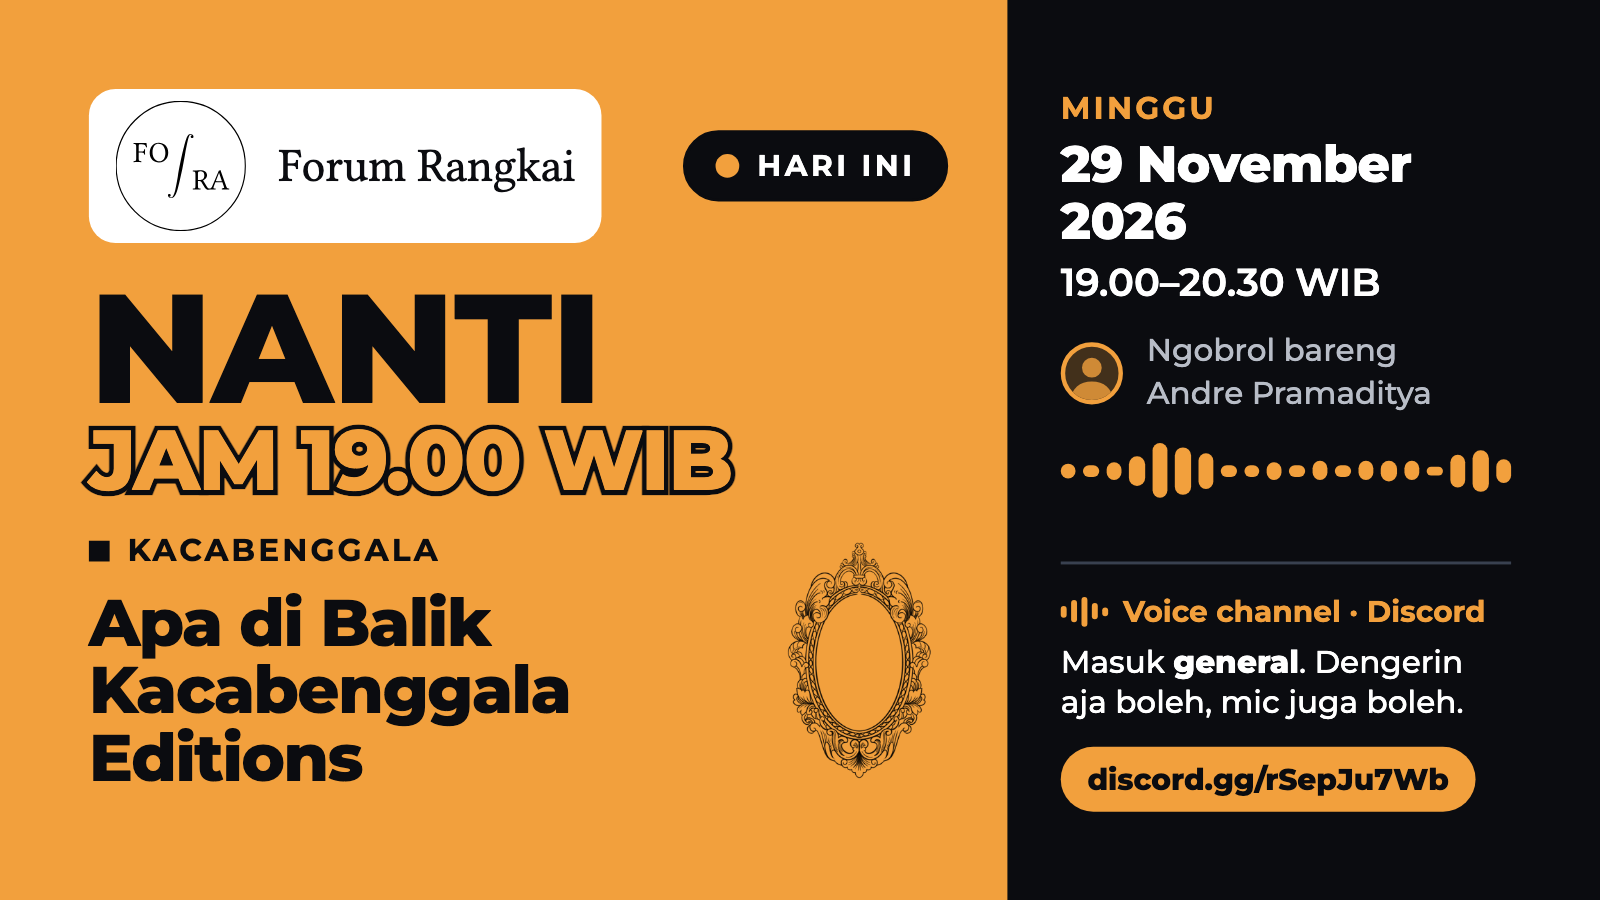 FO
RA
Forum Rangkai
HARI INI
NANTI
JAM 19.00 WIB
KACABENGGALA
Apa di Balik
Kacabenggala
Editions
MINGGU
29 November
2026
19.00–20.30 WIB
Ngobrol bareng
Andre Pramaditya
Voice channel · Discord
Masuk general. Dengerin
aja boleh, mic juga boleh.
discord.gg/rSepJu7Wb